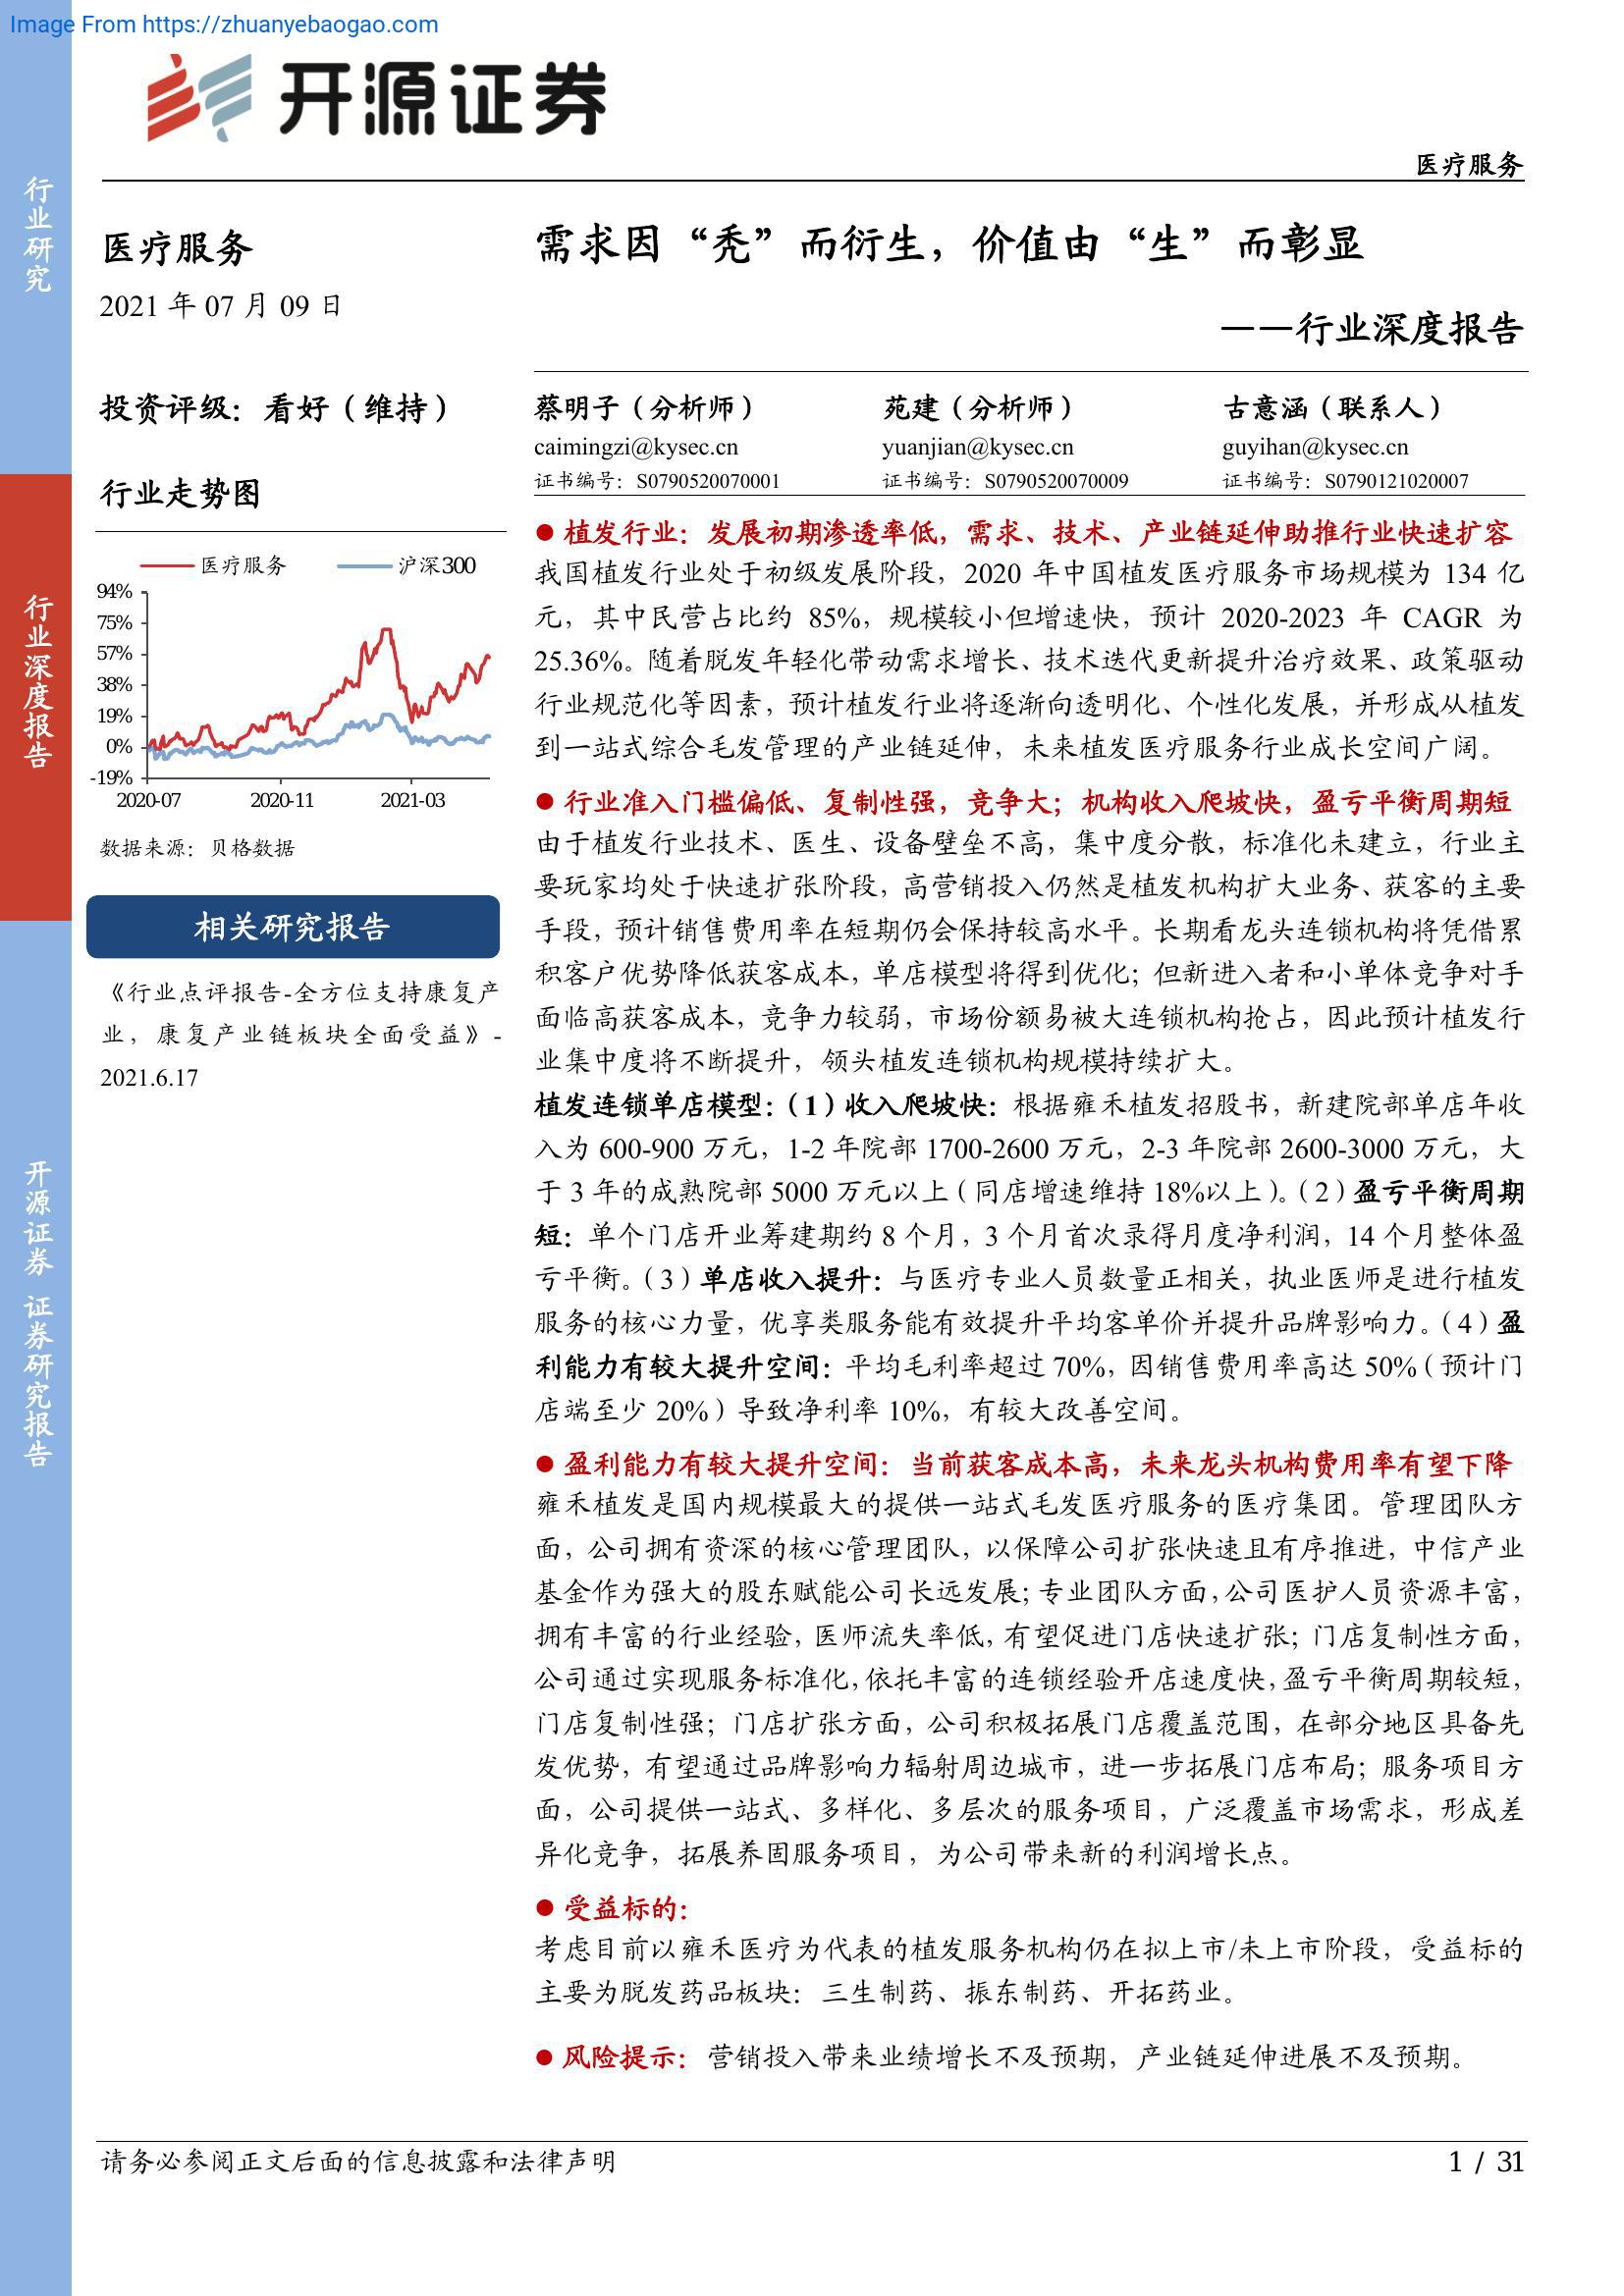 Image From https://zhuanyebaogao.com
开源证券
医疗服务
行业研究
行业深度报告
开源证券 证券研究报告
医疗服务
2021 年 07 月 09 日
投资评级：看好（维持）
行业走势图
医疗服务 沪深300
94%
75%
57%
38%
19%
0%
-19%
2020-07 2020-11 2021-03
数据来源：贝格数据
相关研究报告
《行业点评报告-全方位支持康复产
业，康复产业链板块全面受益》-
2021.6.17
需求因“秃”而衍生，价值由“生”而彰显
——行业深度报告
蔡明子（分析师） 苑建（分析师） 古意涵（联系人）
caimingzi@kysec.cn yuanjian@kysec.cn guyihan@kysec.cn
证书编号：S0790520070001 证书编号：S0790520070009 证书编号：S0790121020007
● 植发行业：发展初期渗透率低，需求、技术、产业链延伸助推行业快速扩容
我国植发行业处于初级发展阶段，2020 年中国植发医疗服务市场规模为 134 亿
元，其中民营占比约 85%，规模较小但增速快，预计 2020-2023 年 CAGR 为
25.36%。随着脱发年轻化带动需求增长、技术迭代更新提升治疗效果、政策驱动
行业规范化等因素，预计植发行业将逐渐向透明化、个性化发展，并形成从植发
到一站式综合毛发管理的产业链延伸，未来植发医疗服务行业成长空间广阔。
● 行业准入门槛偏低、复制性强，竞争大；机构收入爬坡快，盈亏平衡周期短
由于植发行业技术、医生、设备壁垒不高，集中度分散，标准化未建立，行业主
要玩家均处于快速扩张阶段，高营销投入仍然是植发机构扩大业务、获客的主要
手段，预计销售费用率在短期仍会保持较高水平。长期看龙头连锁机构将凭借累
积客户优势降低获客成本，单店模型将得到优化；但新进入者和小单体竞争对手
面临高获客成本，竞争力较弱，市场份额易被大连锁机构抢占，因此预计植发行
业集中度将不断提升，领头植发连锁机构规模持续扩大。
植发连锁单店模型：（1）收入爬坡快：根据雍禾植发招股书，新建院部单店年收
入为 600-900 万元，1-2 年院部 1700-2600 万元，2-3 年院部 2600-3000 万元，大
于 3 年的成熟院部 5000 万元以上（同店增速维持 18%以上）。（2）盈亏平衡周期
短：单个门店开业筹建期约 8 个月，3 个月首次录得月度净利润，14 个月整体盈
亏平衡。（3）单店收入提升：与医疗专业人员数量正相关，执业医师是进行植发
服务的核心力量，优享类服务能有效提升平均客单价并提升品牌影响力。（4）盈
利能力有较大提升空间：平均毛利率超过 70%，因销售费用率高达 50%（预计门
店端至少 20%）导致净利率 10%，有较大改善空间。
● 盈利能力有较大提升空间：当前获客成本高，未来龙头机构费用率有望下降
雍禾植发是国内规模最大的提供一站式毛发医疗服务的医疗集团。管理团队方
面，公司拥有资深的核心管理团队，以保障公司扩张快速且有序推进，中信产业
基金作为强大的股东赋能公司长远发展；专业团队方面，公司医护人员资源丰富，
拥有丰富的行业经验，医师流失率低，有望促进门店快速扩张；门店复制性方面，
公司通过实现服务标准化，依托丰富的连锁经验开店速度快，盈亏平衡周期较短，
门店复制性强；门店扩张方面，公司积极拓展门店覆盖范围，在部分地区具备先
发优势，有望通过品牌影响力辐射周边城市，进一步拓展门店布局；服务项目方
面，公司提供一站式、多样化、多层次的服务项目，广泛覆盖市场需求，形成差
异化竞争，拓展养固服务项目，为公司带来新的利润增长点。
● 受益标的：
考虑目前以雍禾医疗为代表的植发服务机构仍在拟上市/未上市阶段，受益标的
主要为脱发药品板块：三生制药、振东制药、开拓药业。
● 风险提示：营销投入带来业绩增长不及预期，产业链延伸进展不及预期。
请务必参阅正文后面的信息披露和法律声明 1 / 31